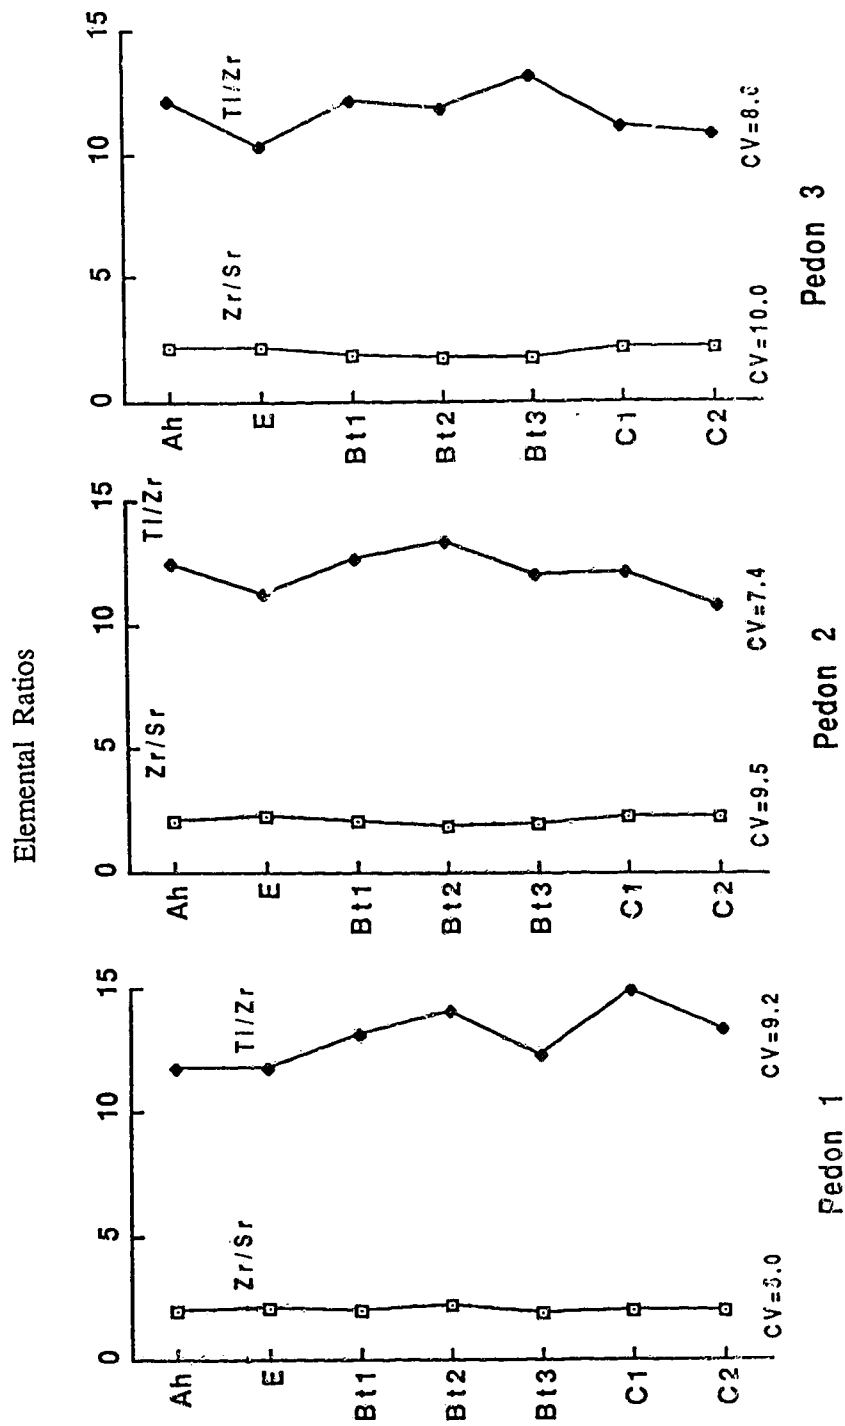 Elemental Ratios
0 5 10 15
Zr/Sr
TI/Zr
Ah
E
Bt1
Bt2
Bt3
C1
C2
CV=9.2
Pedon 1
0 5 10 15
Zr/Sr
TI/Zr
Ah
E
Bt1
Bt2
Bt3
C1
C2
CV=9.5
CV=7.4
Pedon 2
0 5 10 15
Zr/Sr
TI/Zr
Ah
E
Bt1
Bt2
Bt3
C1
C2
CV=10.0
Pedon 3